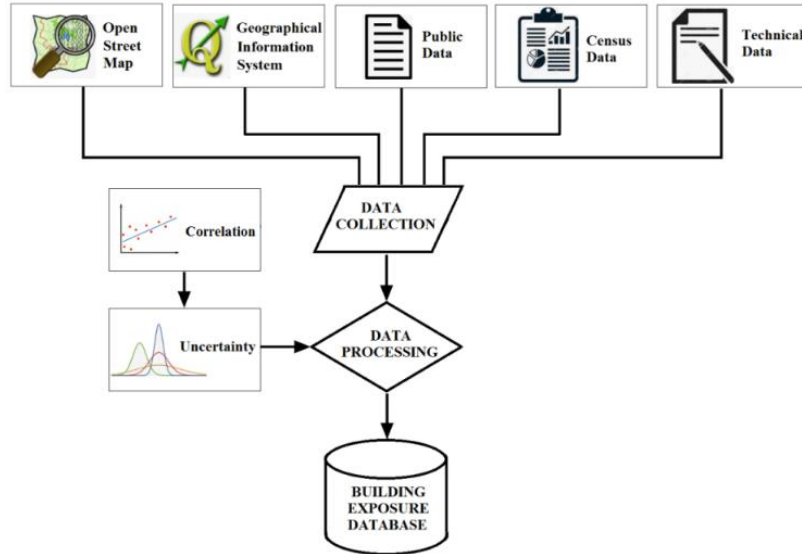 Open
Street
Map
Geographical
Information
System
Public
Data
Census
Data
Technical
Data
DATA
COLLECTION
Correlation
Uncertainty
DATA
PROCESSING
BUILDING
EXPOSURE
DATABASE